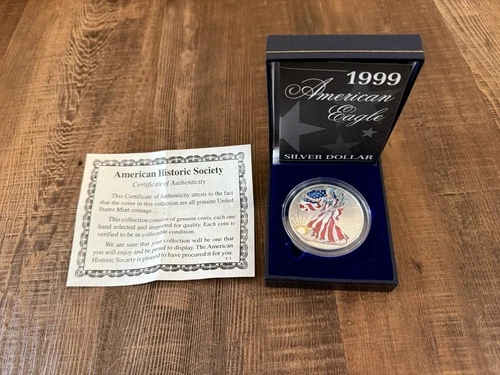 American Historic Society
Certificate of Authenticity
This Certificate of Authenticity attests to the fact
that the coins in this collection are all genuine United
States Mint coinage.
This collection consists of genuine coins, each one
hand selected and inspected for quality. Each coin is
verified to be in collectible condition.
We are sure that your collection will be one that
you will enjoy and be proud to display. The American
Historic Society is pleased to have procured it for you.
1999
American
Eagle
SILVER DOLLAR